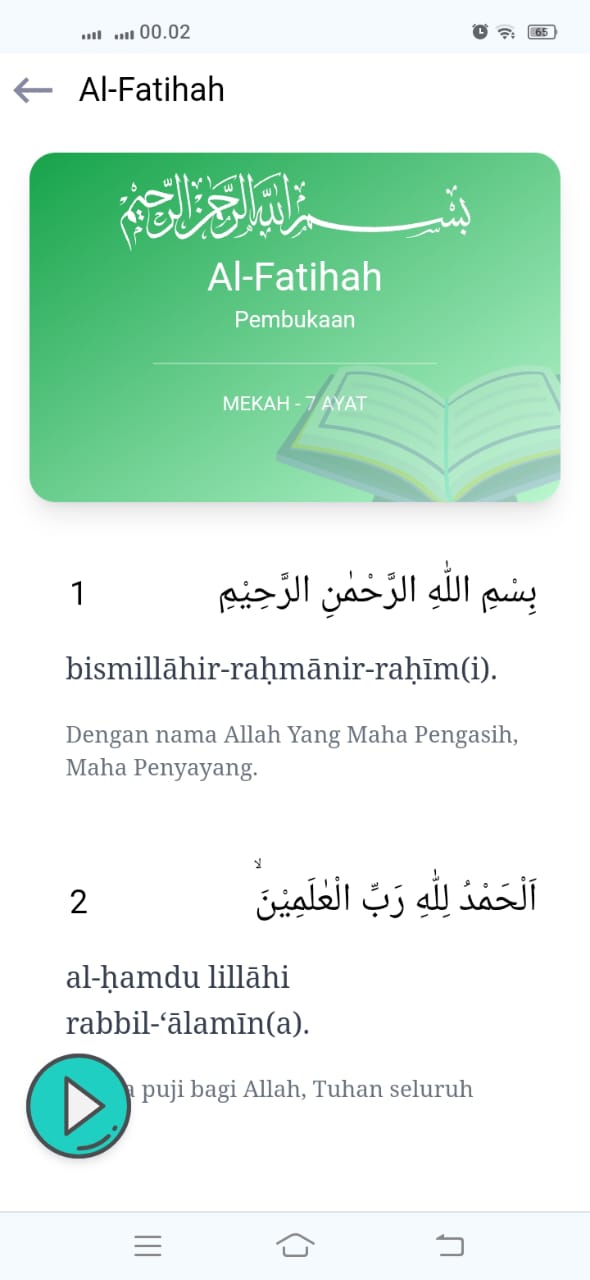 00.02
65
Al-Fatihah
بِسْمِ اللهِ الرَّحْمٰنِ الرَّحِيْمِ
Al-Fatihah
Pembukaan
MEKAH - 7 AYAT
1
بِسْمِ اللّٰهِ الرَّحْمٰنِ الرَّحِيْمِ
bismillāhir-raḥmānir-raḥīm(i).
Dengan nama Allah Yang Maha Pengasih,
Maha Penyayang.
2
اَلْحَمْدُ لِلّٰهِ رَبِّ الْعٰلَمِيْنَۙ
al-ḥamdu lillāhi
rabbil-‘ālamīn(a).
puji bagi Allah, Tuhan seluruh